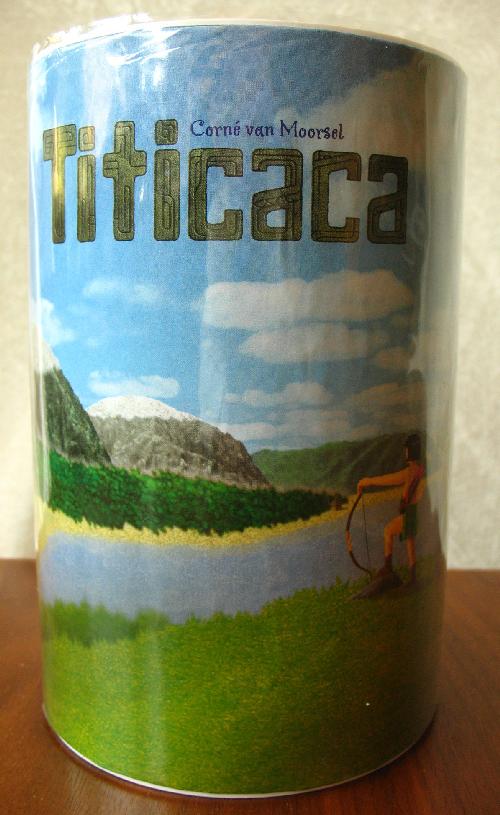 Corné van Moorsel
Titicaca